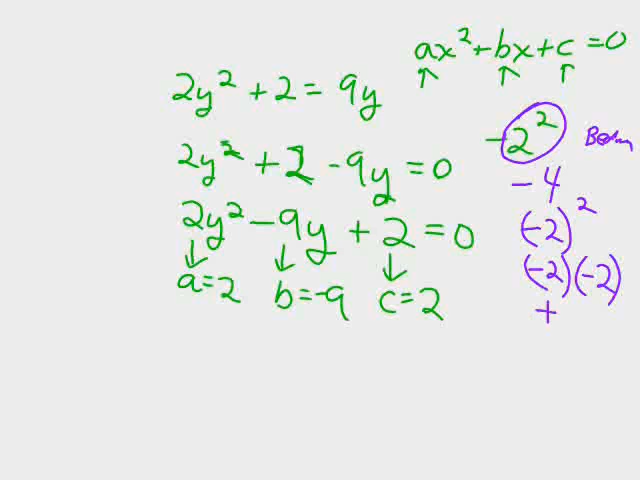 ax² + bx + c = 0
2y² + 2 = 9y
2y² + 2 - 9y = 0
2y² - 9y + 2 = 0
a = 2 b = -9 c = 2
-2²
-4
(-2)²
(-2)(-2)
+